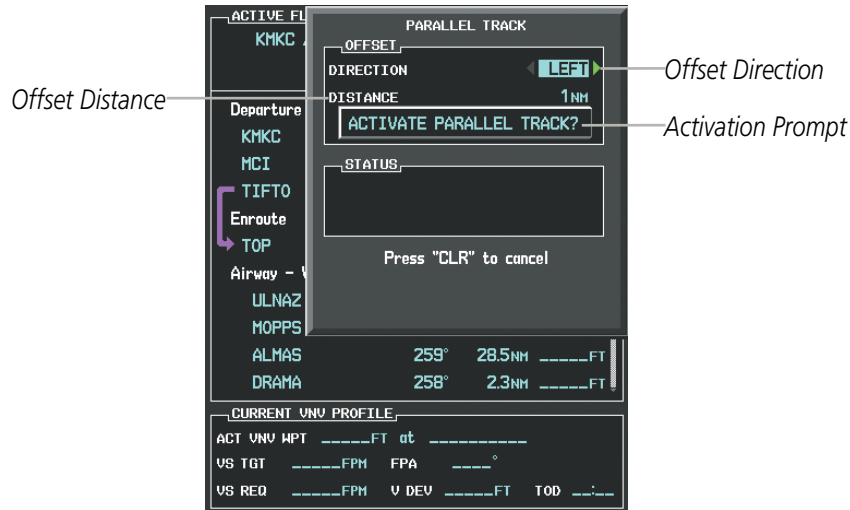 ACTIVE FL
KMKC
PARALLEL TRACK
OFFSET
DIRECTION LEFT
Offset Direction
Offset Distance
DISTANCE 1NM
ACTIVATE PARALLEL TRACK?
Activation Prompt
Departure
KMKC
MCI
STATUS
TIFTO
Enroute
TOP
Press "CLR" to cancel
Airway -
ULNAZ
MOPPS
ALMAS 259° 28.5NM _____FT
DRAMA 258° 2.3NM _____FT
CURRENT VNV PROFILE
ACT VNV WPT _____FT at __________
VS TGT _____FPM FPA ____°
VS REQ _____FPM V DEV _____FT TOD __:__